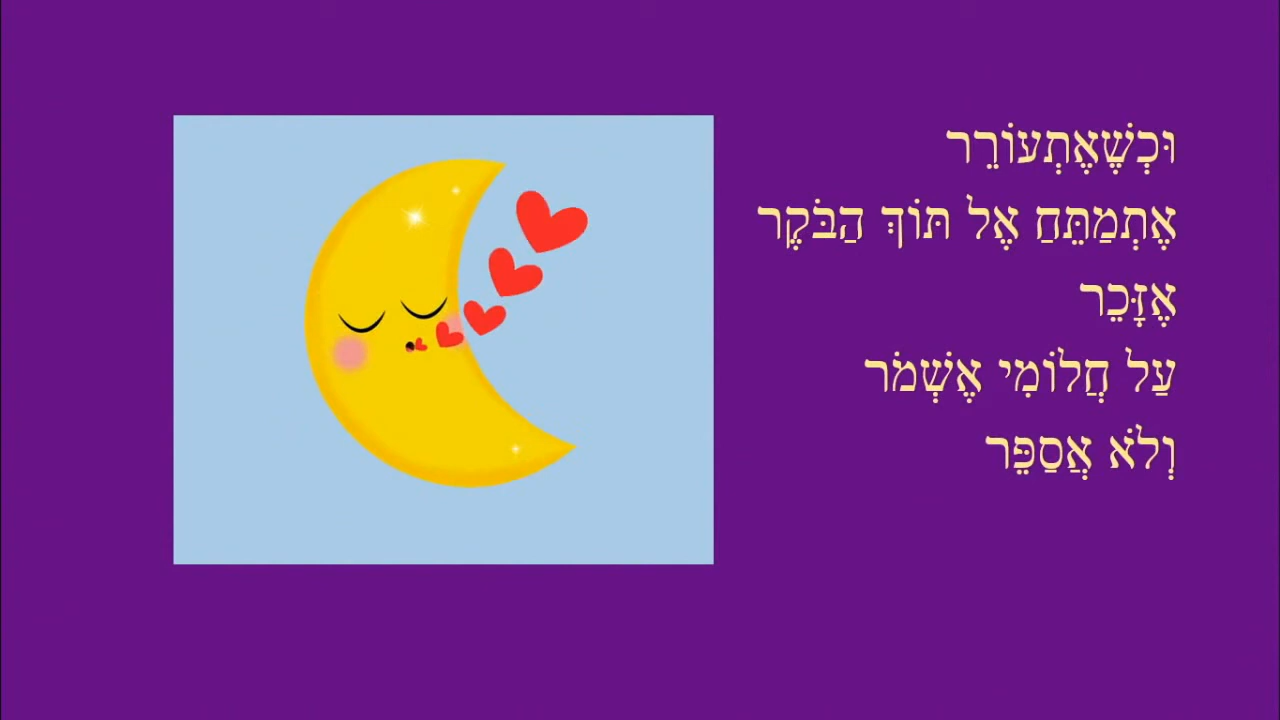 וּכְשֶׁאֶתְעוֹרֵר
אֶתְמַתֵּחַ אֶל תּוֹךְ הַבֹּקֶר
אֶזָּכֵר
עַל חֲלוֹמִי אֶשְׁמֹר
וְלֹא אֲסַפֵּר